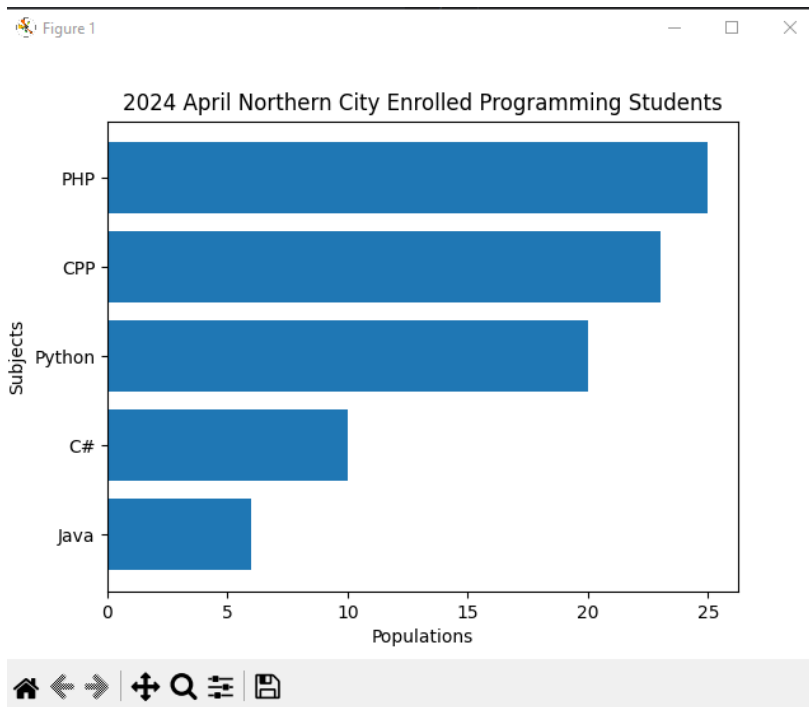 Figure 1
2024 April Northern City Enrolled Programming Students
PHP
CPP
Python
C#
Java
Subjects
0 5 10 15 20 25
Populations